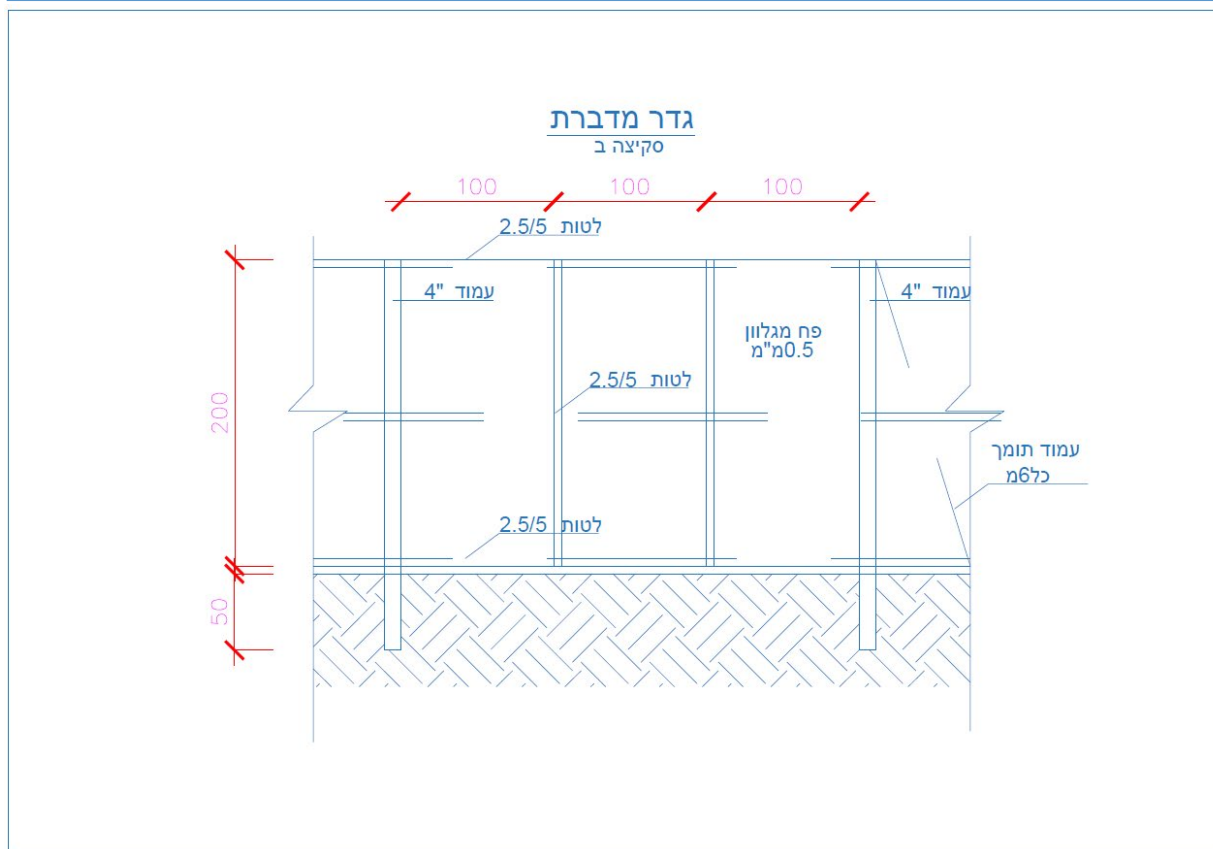 גדר מדברת
סקיצה ב
100
100
100
לטות 2.5/5
עמוד 4"
עמוד 4"
פח מגלוון
0.5מ"מ
לטות 2.5/5
200
עמוד תומך
כל6מ
לטות 2.5/5
50